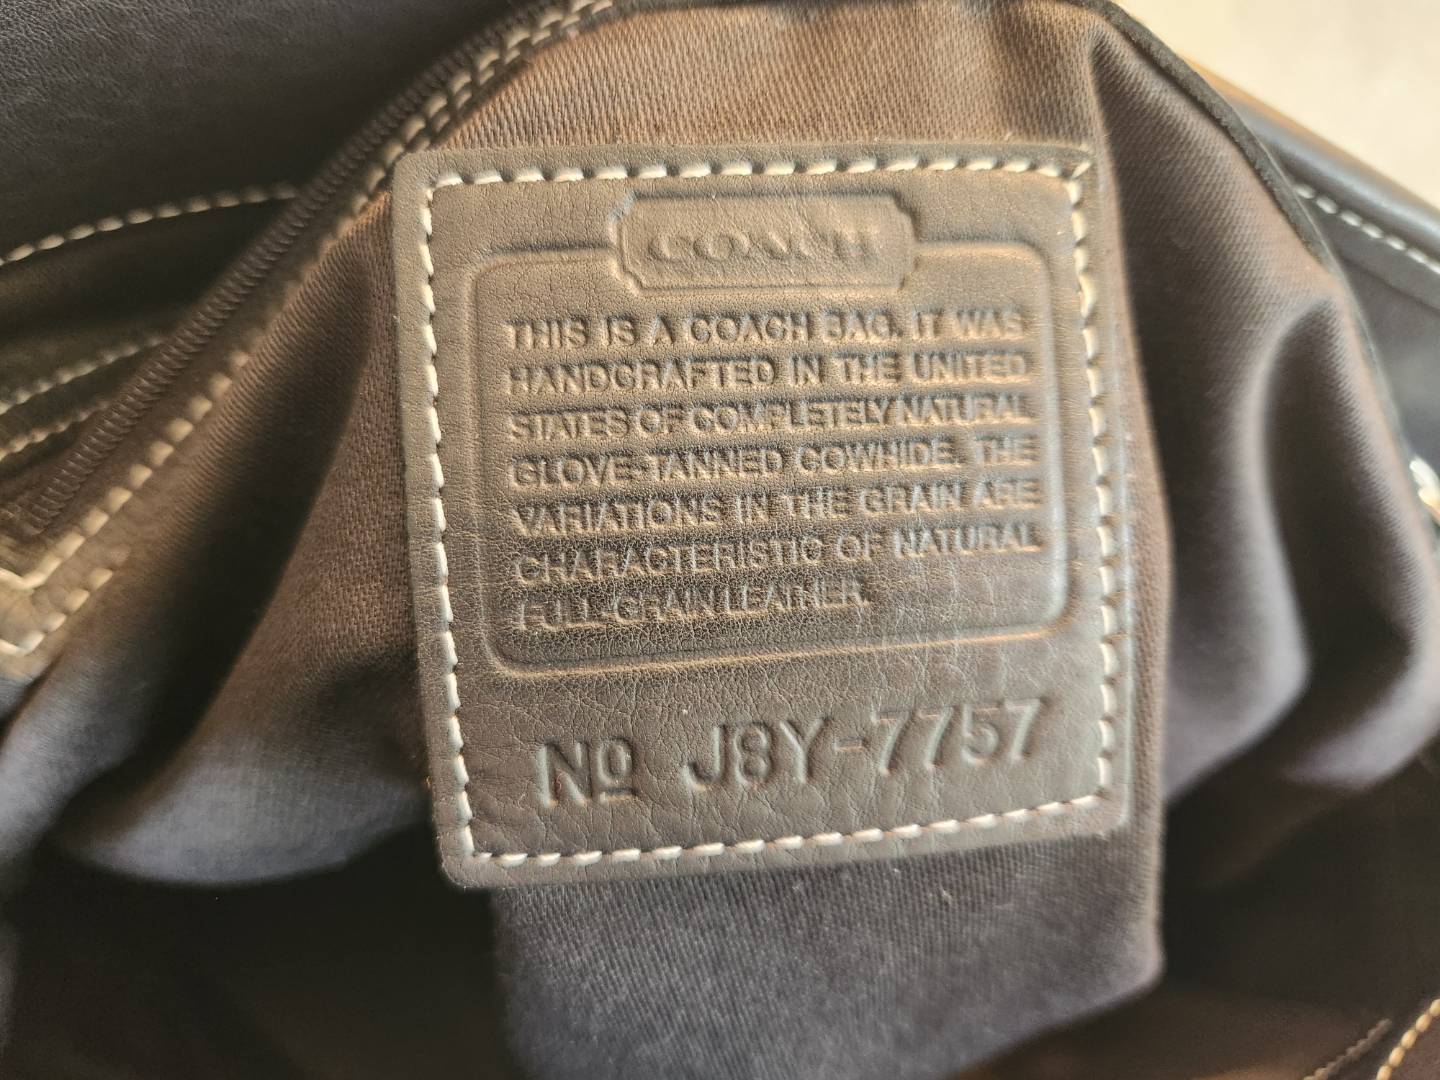 COACH
THIS IS A COACH BAG. IT WAS
HANDCRAFTED IN THE UNITED
STATES OF COMPLETELY NATURAL
GLOVE-TANNED COWHIDE. THE
VARIATIONS IN THE GRAIN ARE
CHARACTERISTIC OF NATURAL
FULL-GRAIN LEATHER.
Nº J8Y-7757